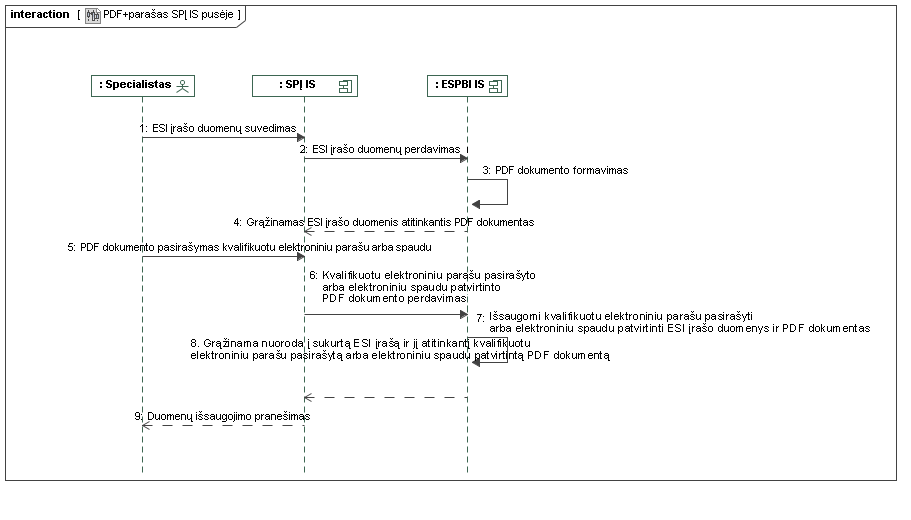 interaction [ PDF+parašas SPĮ IS pusėje ]
: Specialistas
: SPĮ IS
: ESPBI IS
1: ESI įrašo duomenų suvedimas
2: ESI įrašo duomenų perdavimas
3: PDF dokumento formavimas
4: Grąžinamas ESI įrašo duomenis atitinkantis PDF dokumentas
5: PDF dokumento pasirašymas kvalifikuotu elektroniniu parašu arba spaudu
6: Kvalifikuotu elektroniniu parašu pasirašyto
arba elektroniniu spaudu patvirtinto
PDF dokumento perdavimas
7: Išsaugomi kvalifikuotu elektroniniu parašu pasirašyti
arba elektroniniu spaudu patvirtinti ESI įrašo duomenys ir PDF dokumentas
8. Grąžinama nuoroda į sukurtą ESI įrašą ir jį atitinkantį kvalifikuotu
elektroniniu parašu pasirašytą arba elektroniniu spaudu patvirtintą PDF dokumentą
9: Duomenų išsaugojimo pranešimas